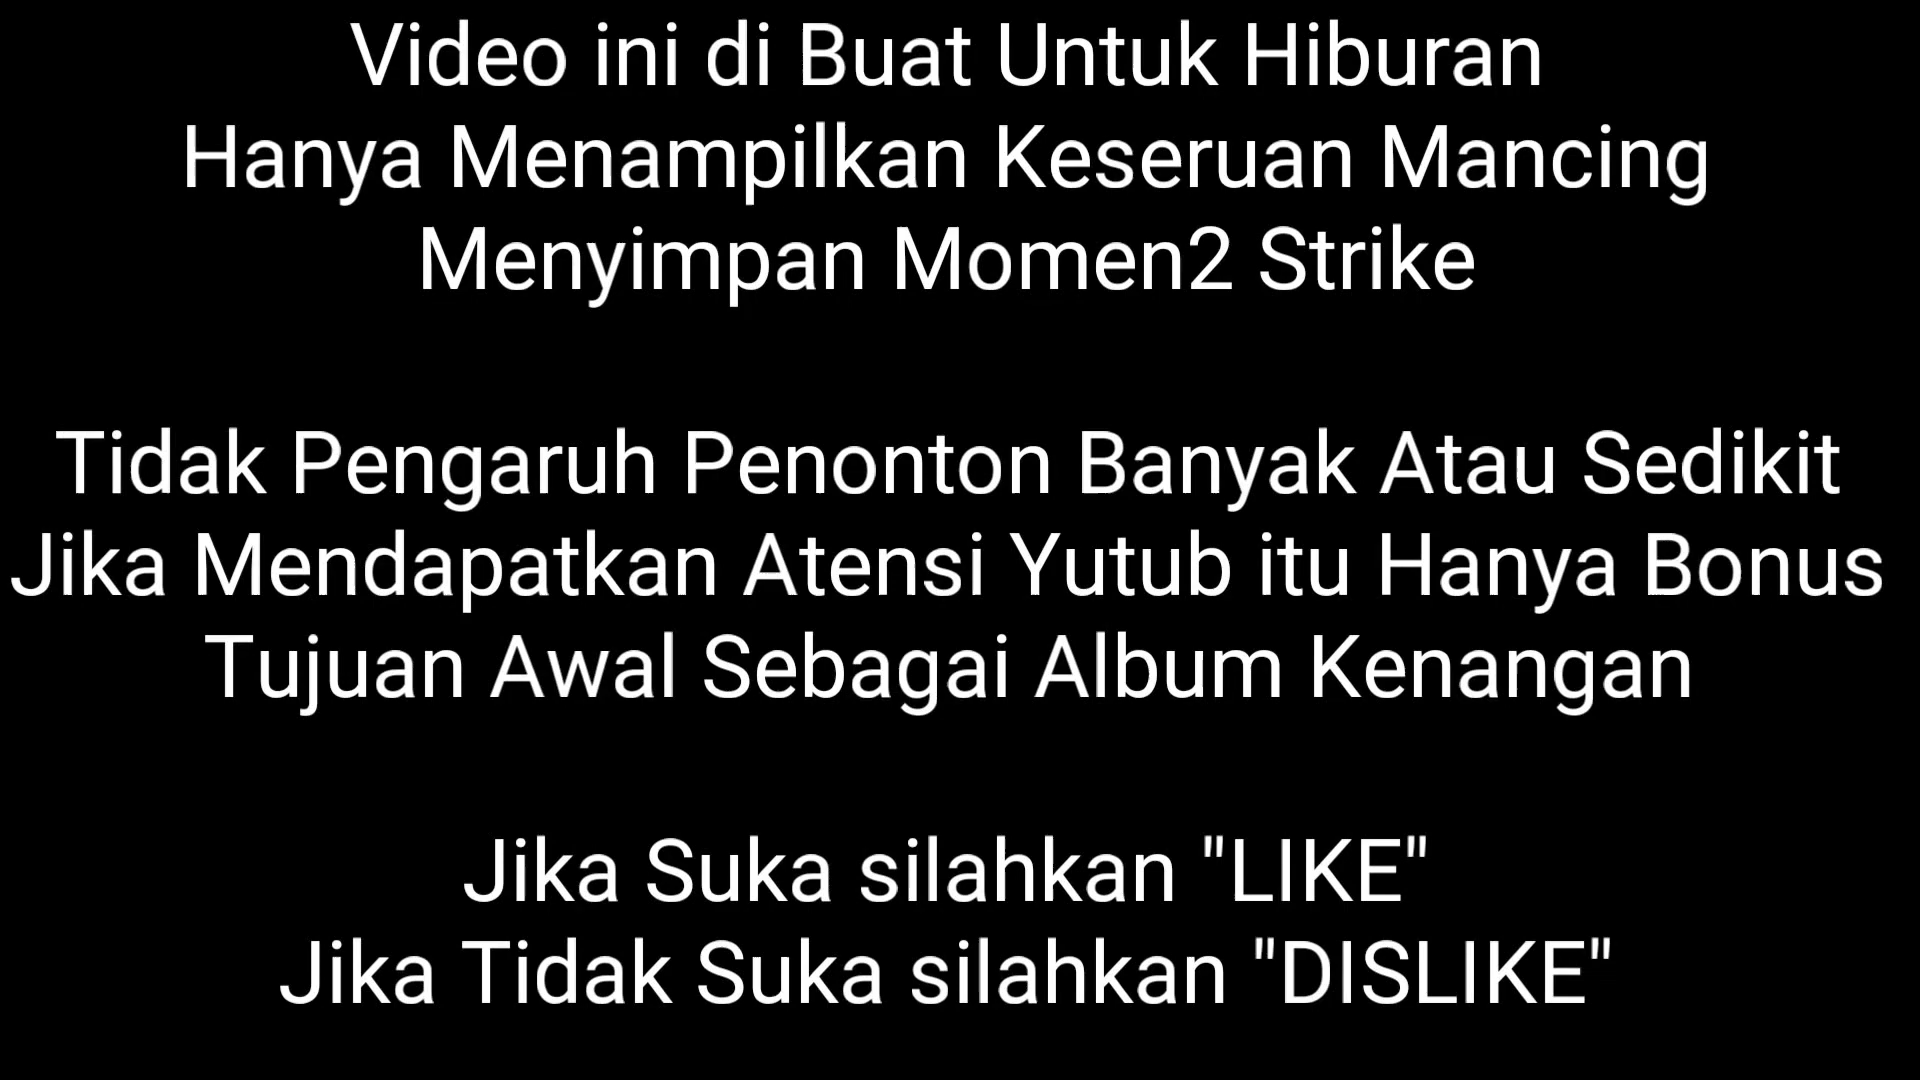 Video ini di Buat Untuk Hiburan
Hanya Menampilkan Keseruan Mancing
Menyimpan Momen2 Strike
Tidak Pengaruh Penonton Banyak Atau Sedikit
Jika Mendapatkan Atensi Yutub itu Hanya Bonus
Tujuan Awal Sebagai Album Kenangan
Jika Suka silahkan "LIKE"
Jika Tidak Suka silahkan "DISLIKE"